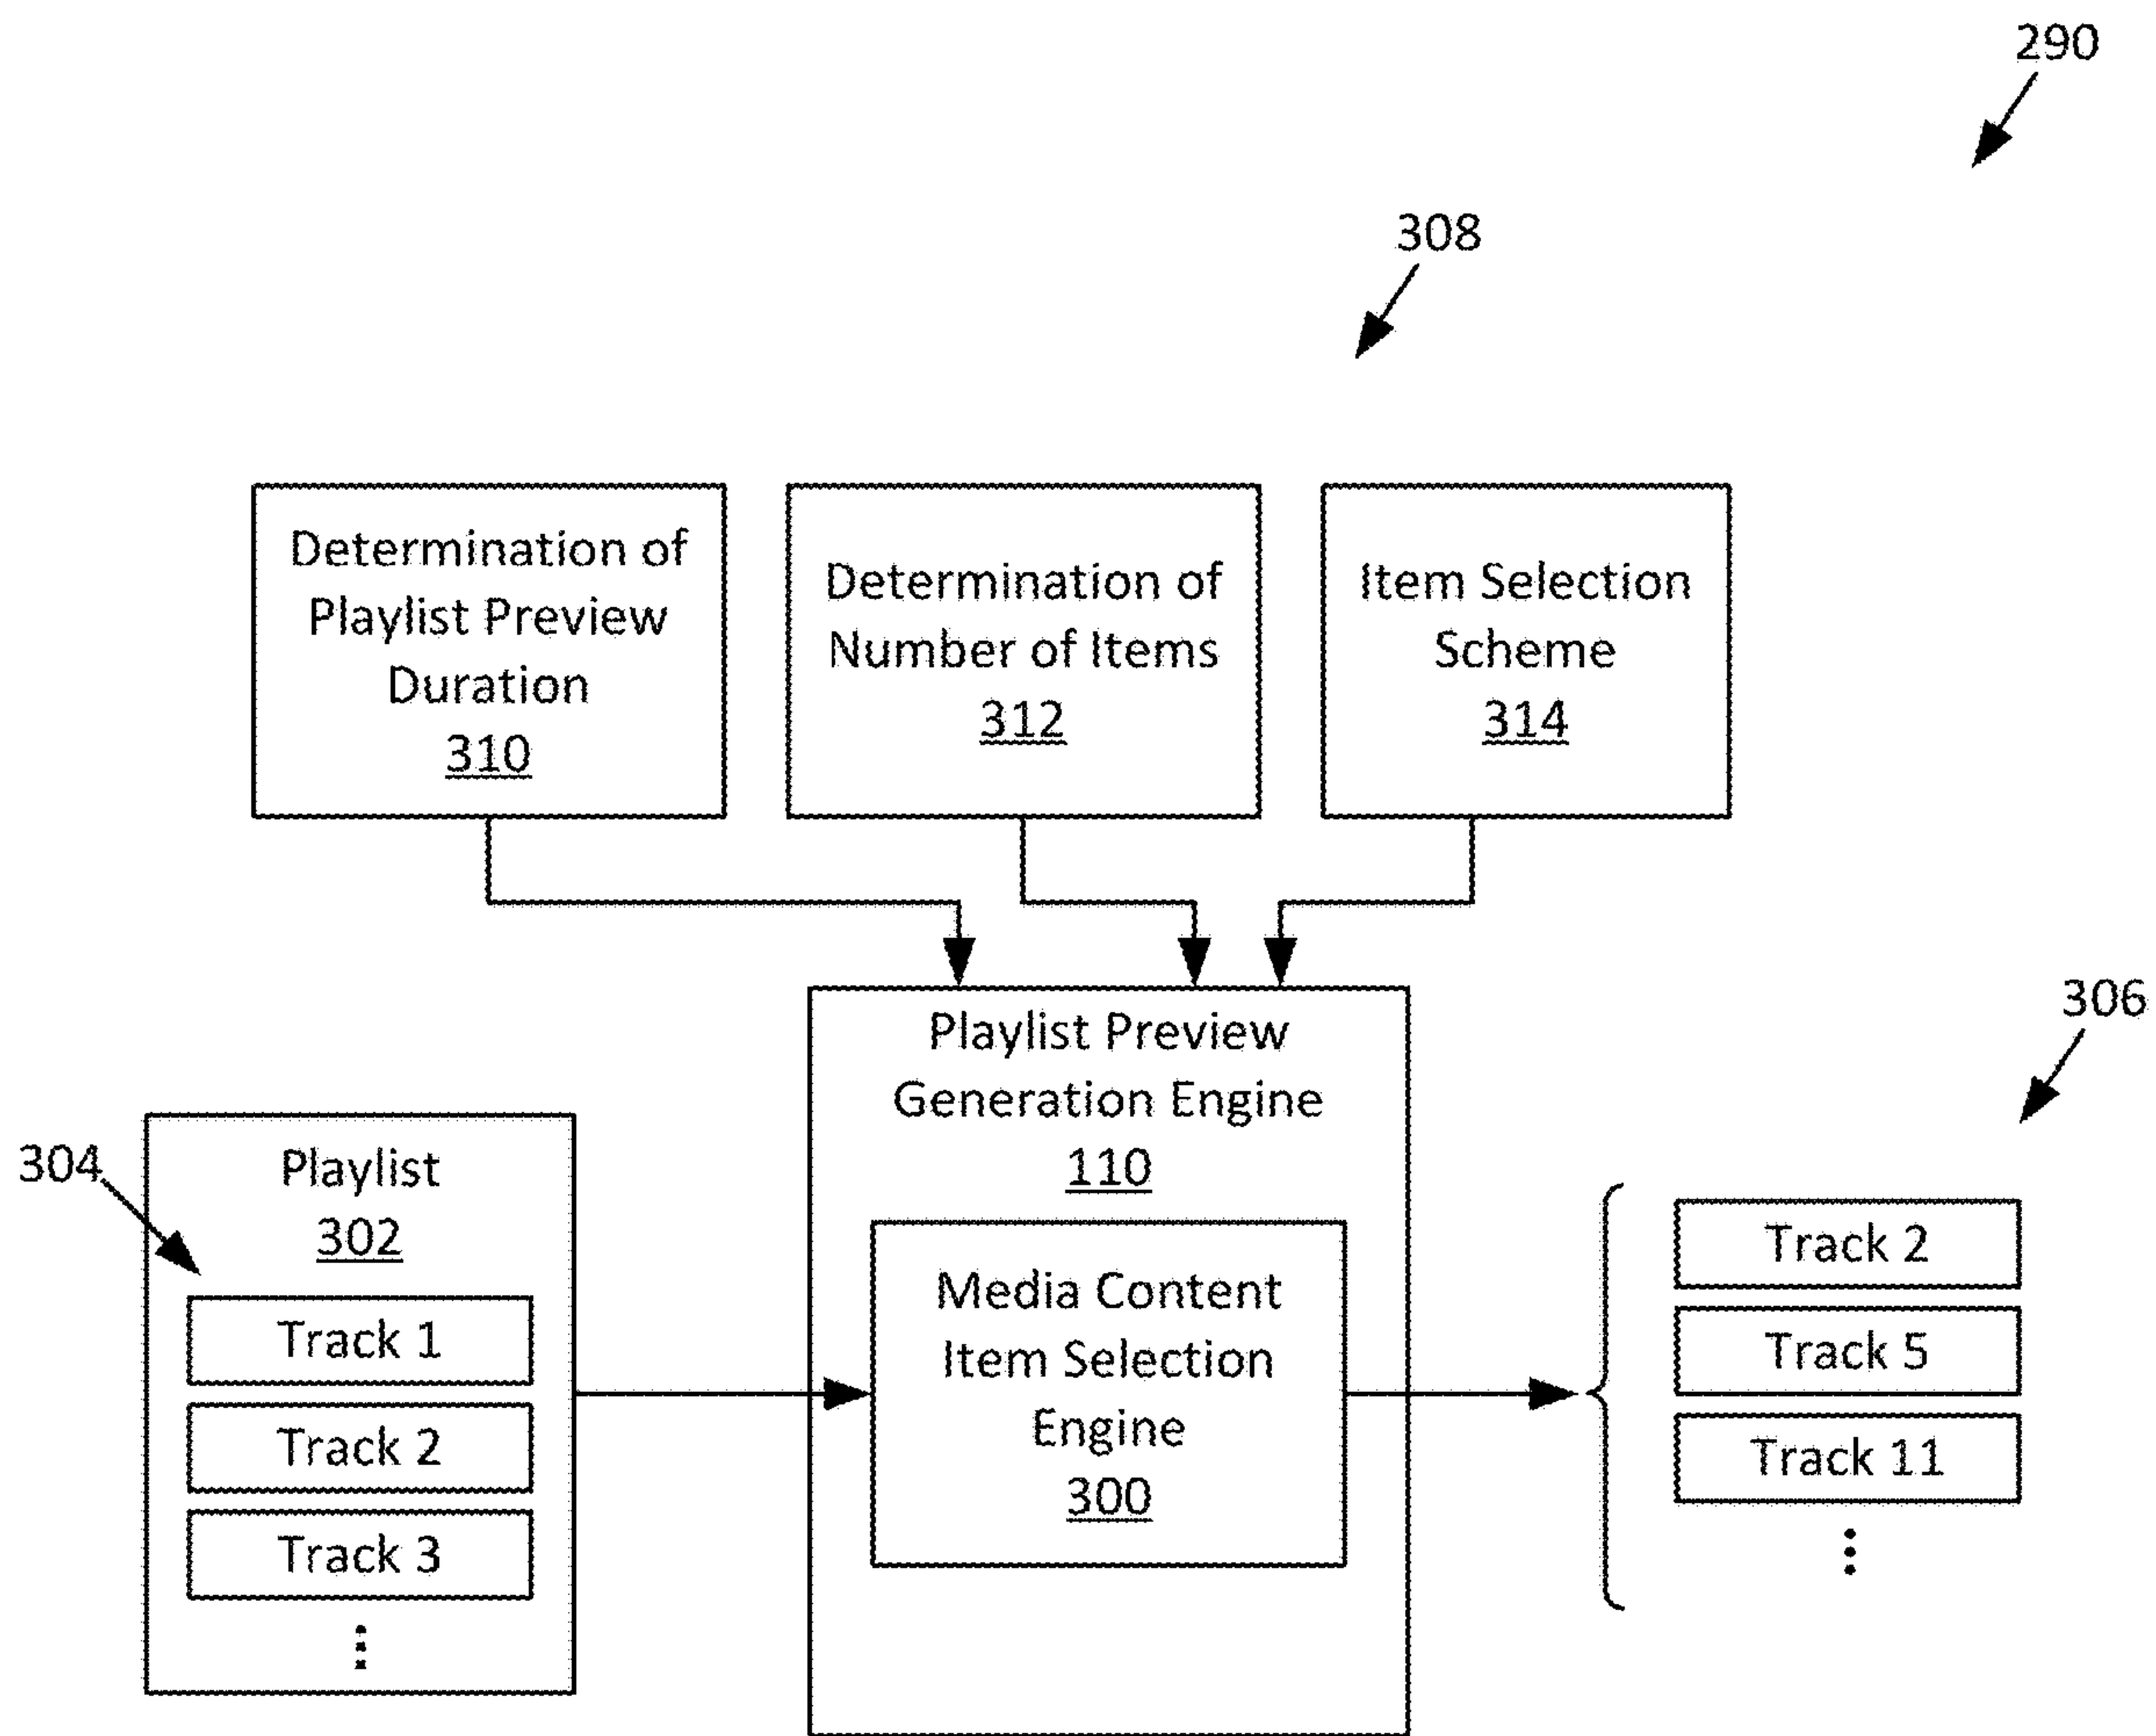 290
308
Determination of
Playlist Preview
Duration
310
Determination of
Number of Items
312
Item Selection
Scheme
314
306
Playlist Preview
Generation Engine
110
304
Playlist
302
Track 1
Track 2
Track 3
Media Content
Item Selection
Engine
300
Track 2
Track 5
Track 11